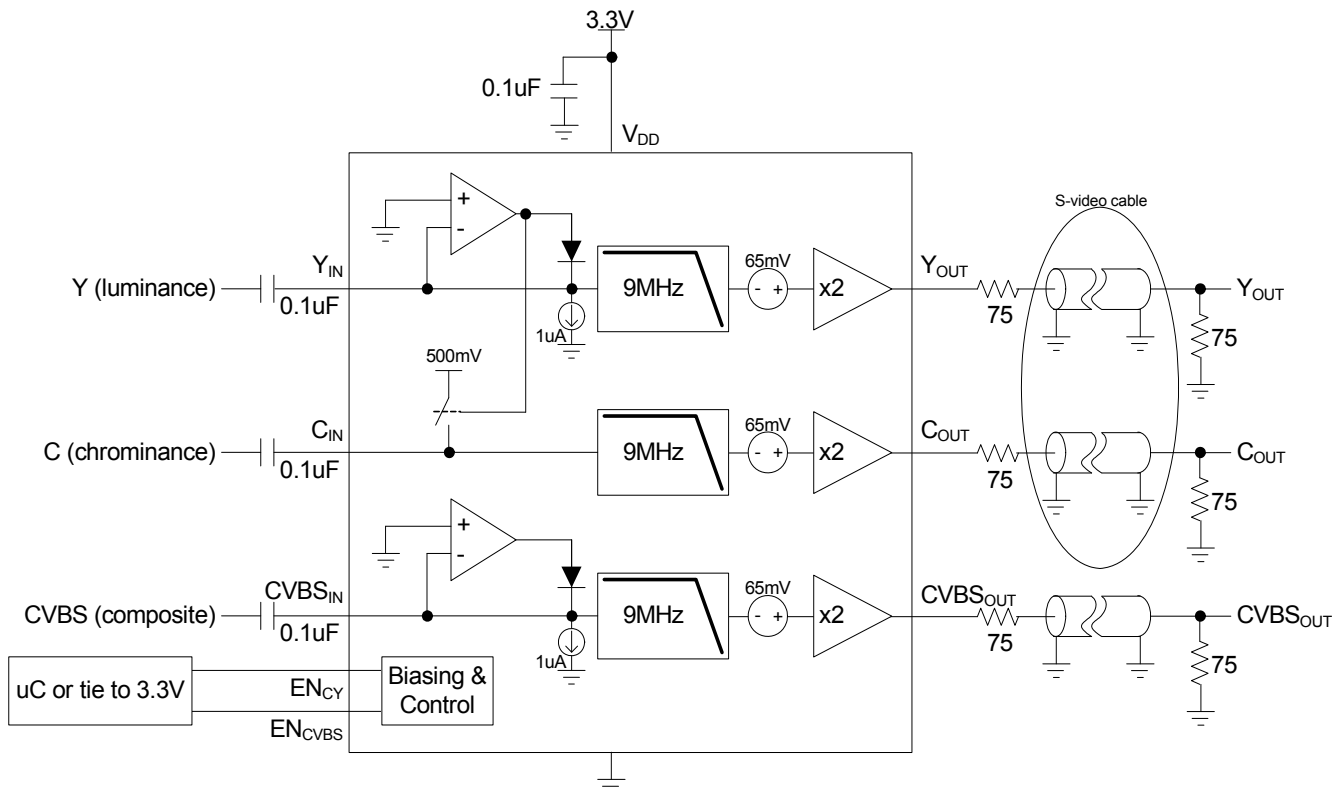 3.3V
0.1uF
VDD
S-video cable
+
-
YIN
Y (luminance)
0.1uF
1uA
9MHz
65mV
- +
x2
YOUT
75
YOUT
75
500mV
CIN
C (chrominance)
0.1uF
9MHz
65mV
- +
x2
COUT
75
COUT
75
+
-
CVBSIN
CVBS (composite)
0.1uF
1uA
9MHz
65mV
- +
x2
CVBSOUT
75
CVBSOUT
75
uC or tie to 3.3V
ENCY
ENCVBS
Biasing &
Control